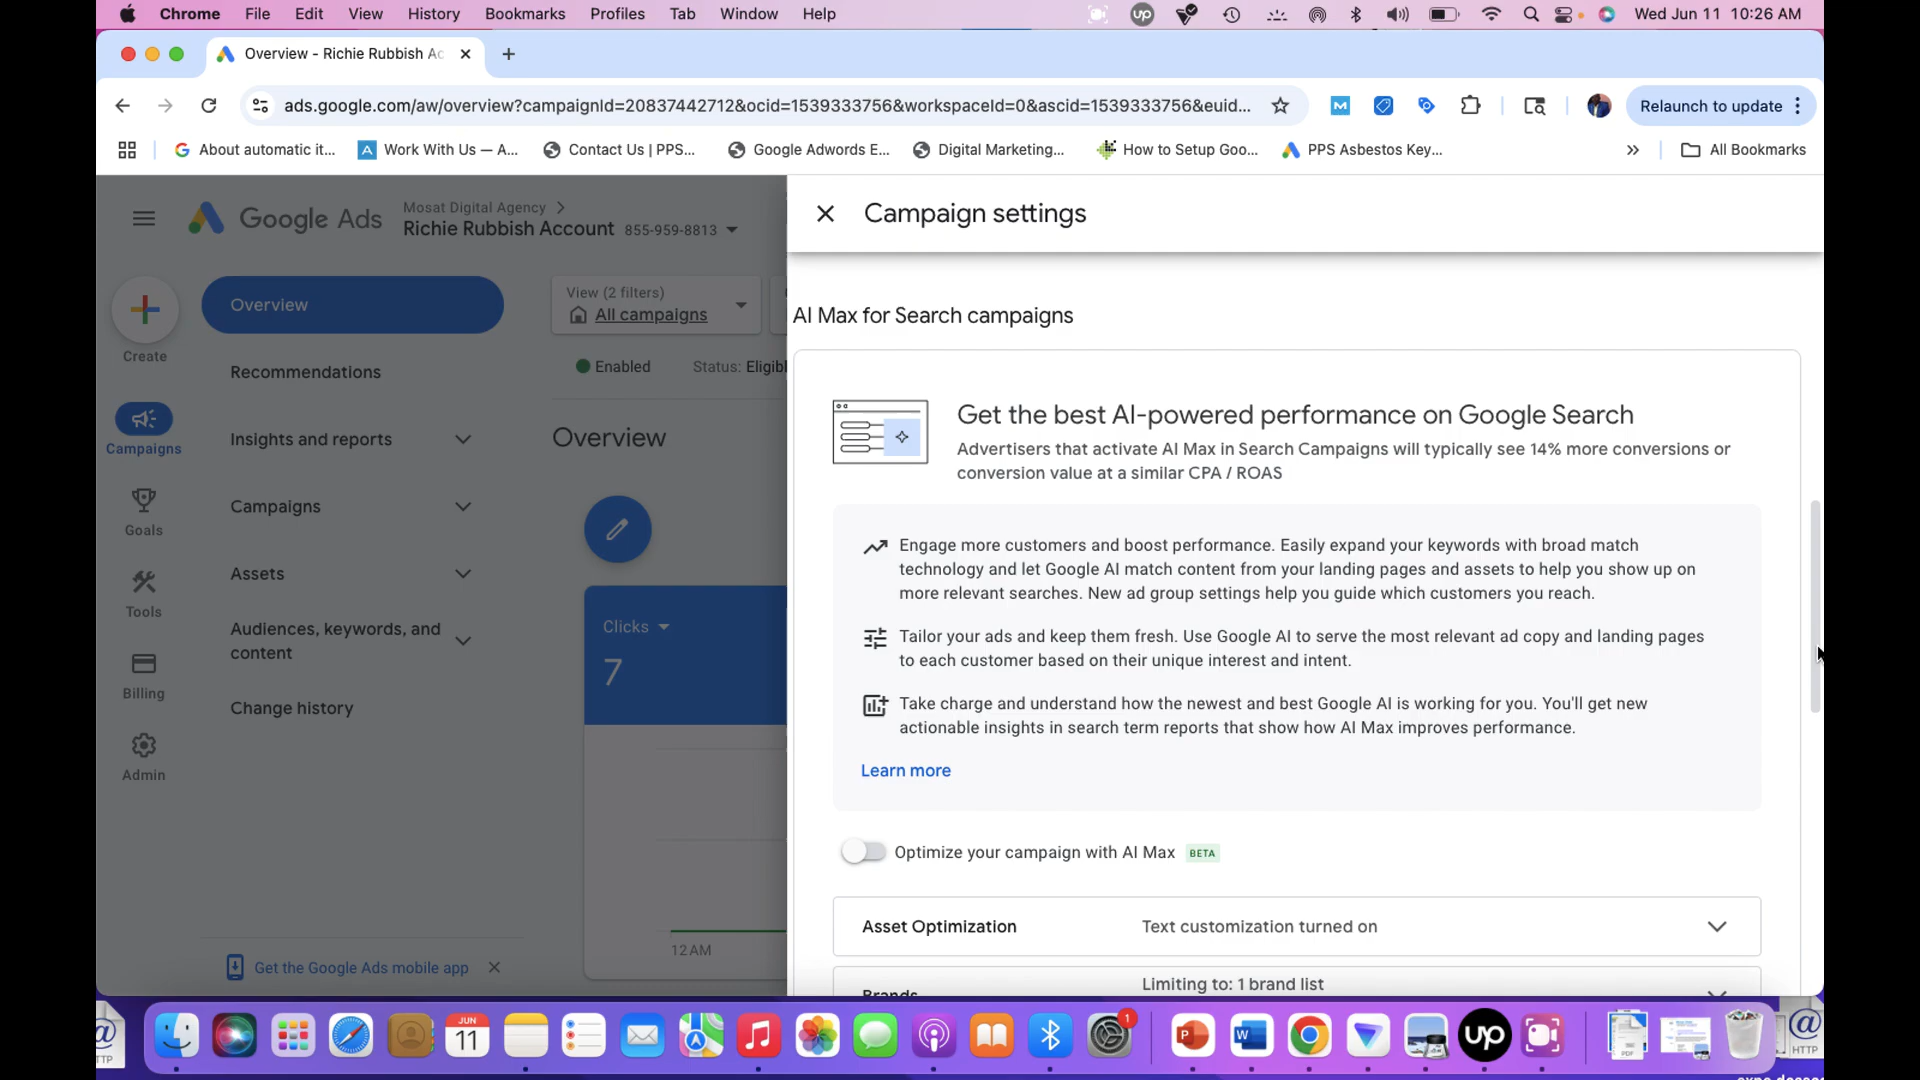 Chrome File Edit View History Bookmarks Profiles Tab Window Help
up
Wed Jun 11 10:26 AM
Overview - Richie Rubbish Ac
ads.google.com/aw/overview?campaignId=20837442712&ocid=1539333756&workspaceId=0&ascid=1539333756&euid...
Relaunch to update
About automatic it...
Work With Us — A...
Contact Us | PPS...
Google Adwords E...
Digital Marketing...
How to Setup Goo...
PPS Asbestos Key...
All Bookmarks
Google Ads
Mosat Digital Agency
Richie Rubbish Account 855-959-8813
Campaign settings
Create
Campaigns
Goals
Tools
Billing
Admin
Overview
Recommendations
Insights and reports
Campaigns
Assets
Audiences, keywords, and
content
Change history
Get the Google Ads mobile app
View (2 filters)
All campaigns
Enabled
Status: Eligibl
Overview
Clicks
7
12 AM
AI Max for Search campaigns
Get the best AI-powered performance on Google Search
Advertisers that activate AI Max in Search Campaigns will typically see 14% more conversions or
conversion value at a similar CPA / ROAS
Engage more customers and boost performance. Easily expand your keywords with broad match
technology and let Google AI match content from your landing pages and assets to help you show up on
more relevant searches. New ad group settings help you guide which customers you reach.
Tailor your ads and keep them fresh. Use Google AI to serve the most relevant ad copy and landing pages
to each customer based on their unique interest and intent.
Take charge and understand how the newest and best Google AI is working for you. You'll get new
actionable insights in search term reports that show how AI Max improves performance.
Learn more
Optimize your campaign with AI Max BETA
Asset Optimization
Text customization turned on
Brands
Limiting to: 1 brand list
JUN
11
1
up
PDF
HTTP